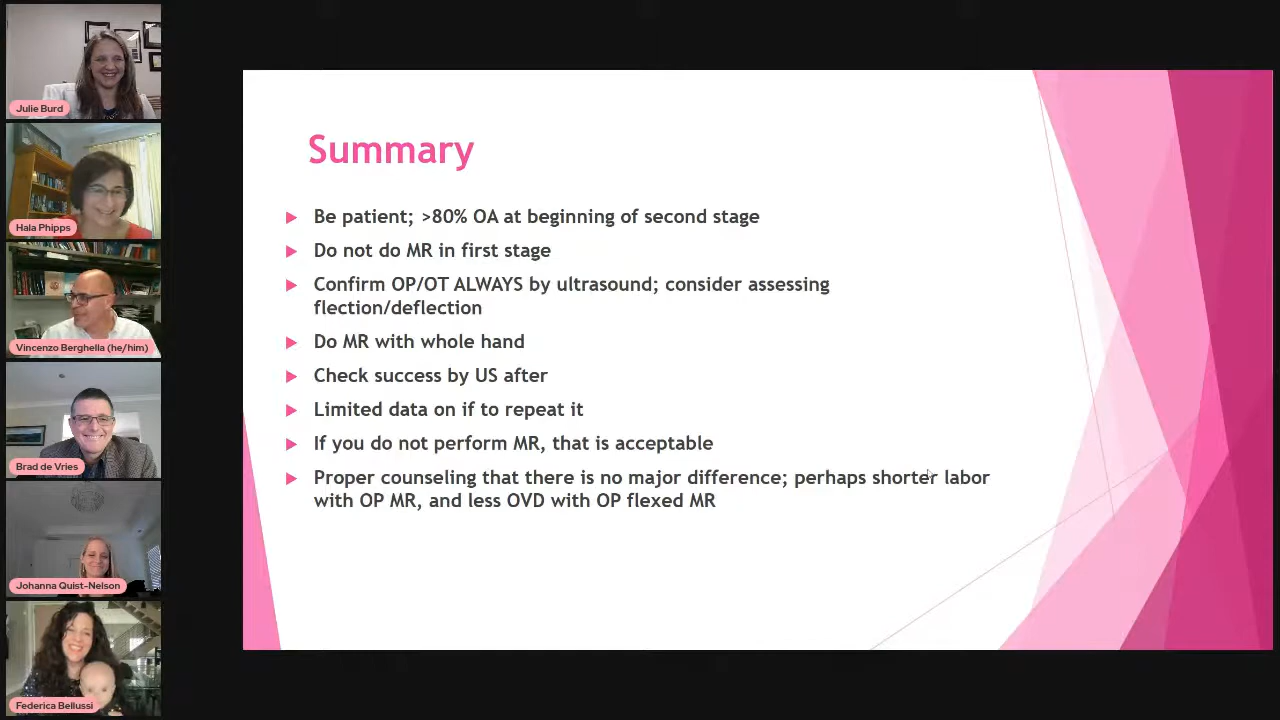 Julie Burd
Hala Phipps
Vincenzo Berghella (he/him)
Brad de Vries
Johanna Quist-Nelson
Federica Bellussi
Summary
Be patient; >80% OA at beginning of second stage
Do not do MR in first stage
Confirm OP/OT ALWAYS by ultrasound; consider assessing
flection/deflection
Do MR with whole hand
Check success by US after
Limited data on if to repeat it
If you do not perform MR, that is acceptable
Proper counseling that there is no major difference; perhaps shorter labor
with OP MR, and less OVD with OP flexed MR